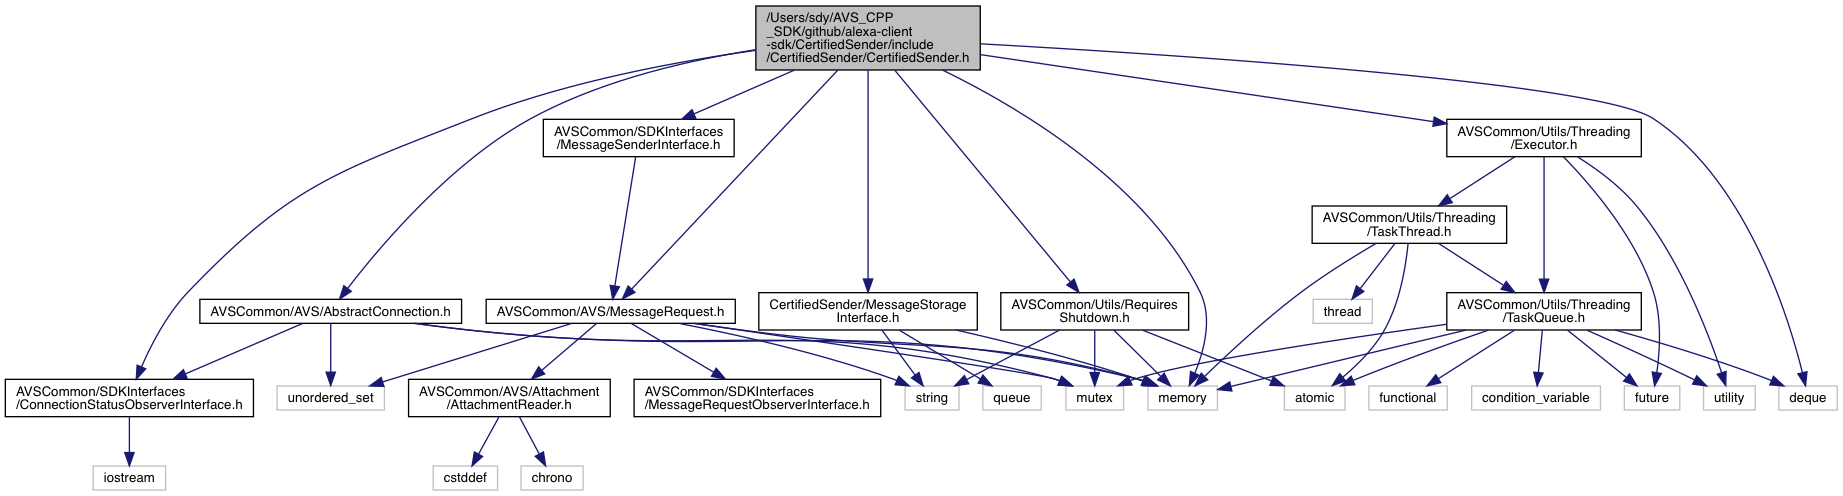 /Users/sdy/AVS_CPP
_SDK/github/alexa-client
-sdk/CertifiedSender/include
/CertifiedSender/CertifiedSender.h
AVSCommon/SDKInterfaces
/MessageSenderInterface.h
AVSCommon/Utils/Threading
/Executor.h
AVSCommon/Utils/Threading
/TaskThread.h
AVSCommon/AVS/AbstractConnection.h
AVSCommon/AVS/MessageRequest.h
CertifiedSender/MessageStorage
Interface.h
AVSCommon/Utils/Requires
Shutdown.h
thread
AVSCommon/Utils/Threading
/TaskQueue.h
AVSCommon/SDKInterfaces
/ConnectionStatusObserverInterface.h
unordered_set
AVSCommon/AVS/Attachment
/AttachmentReader.h
AVSCommon/SDKInterfaces
/MessageRequestObserverInterface.h
string
queue
mutex
memory
atomic
functional
condition_variable
future
utility
deque
iostream
cstddef
chrono